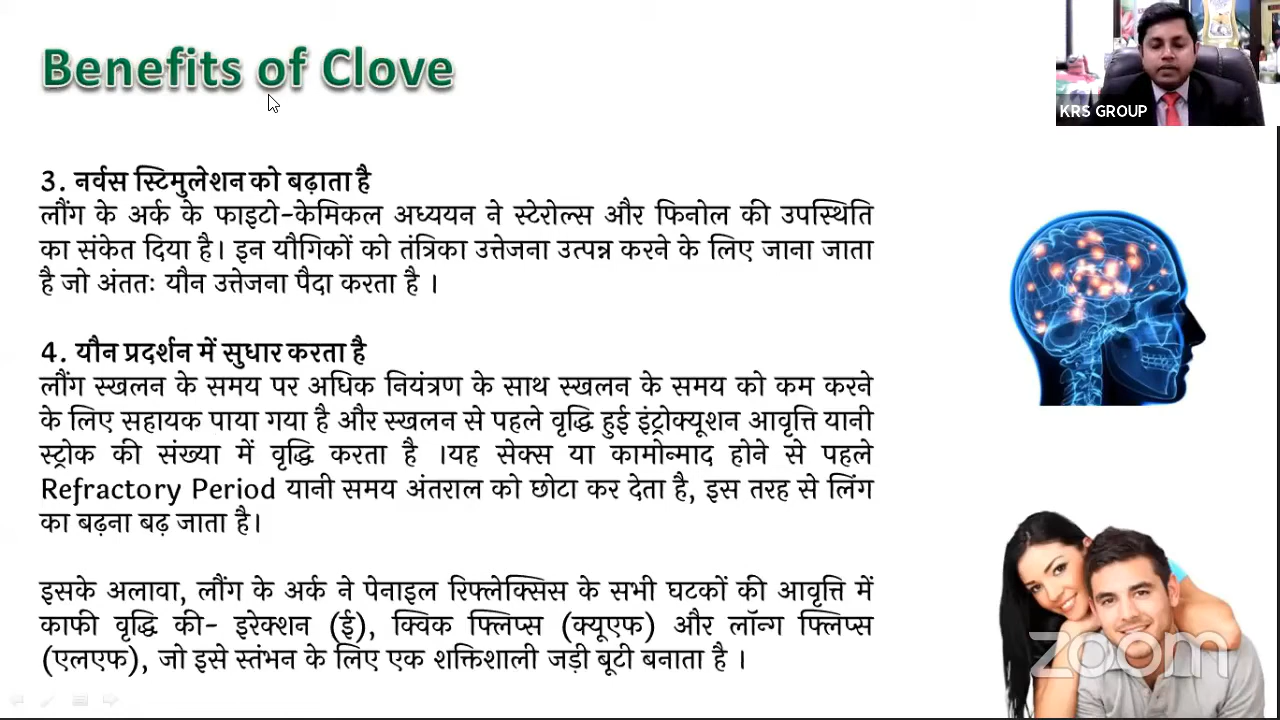 Benefits of Clove
KRS GROUP
3. नर्वस स्टिमुलेशन को बढ़ाता है
लौंग के अर्क के फाइटो-केमिकल अध्ययन ने स्टेरोल्स और फिनोल की उपस्थिति
का संकेत दिया है। इन यौगिकों को तंत्रिका उत्तेजना उत्पन्न करने के लिए जाना जाता
है जो अंततः यौन उत्तेजना पैदा करता है ।
4. यौन प्रदर्शन में सुधार करता है
लौंग स्खलन के समय पर अधिक नियंत्रण के साथ स्खलन के समय को कम करने
के लिए सहायक पाया गया है और स्खलन से पहले वृद्धि हुई इंट्रोक्यूशन आवृत्ति यानी
स्ट्रोक की संख्या में वृद्धि करता है ।यह सेक्स या कामोन्माद होने से पहले
Refractory Period यानी समय अंतराल को छोटा कर देता है, इस तरह से लिंग
का बढ़ना बढ़ जाता है।
इसके अलावा, लौंग के अर्क ने पेनाइल रिफ्लेक्सिस के सभी घटकों की आवृत्ति में
काफी वृद्धि की- इरेक्शन (ई), क्विक फ्लिप्स (क्यूएफ) और लॉन्ग फ्लिप्स
(एलएफ), जो इसे स्तंभन के लिए एक शक्तिशाली जड़ी बूटी बनाता है ।
zoom